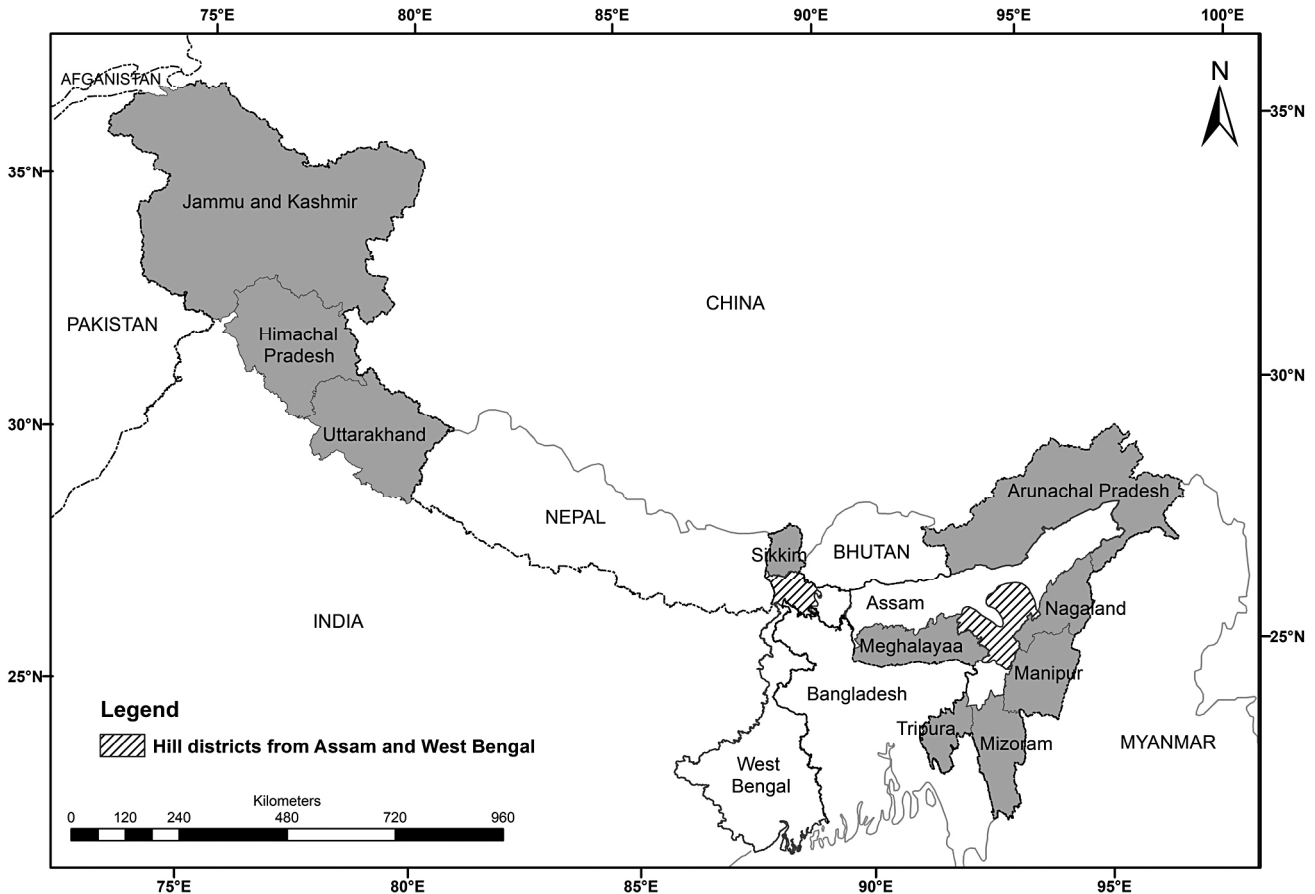 75°E 80°E 85°E 90°E 95°E 100°E
N
AFGANISTAN
35°N
35°N
Jammu and Kashmir
CHINA
PAKISTAN
Himachal
Pradesh
30°N
30°N
Uttarakhand
Arunachal Pradesh
NEPAL
Sikkim
BHUTAN
Assam
Nagaland
INDIA
25°N
Meghalayaa
Manipur
25°N
Bangladesh
Legend
Hill districts from Assam and West Bengal
Tripura
Mizoram
MYANMAR
West
Bengal
Kilometers
0 120 240 480 720 960
75°E 80°E 85°E 90°E 95°E